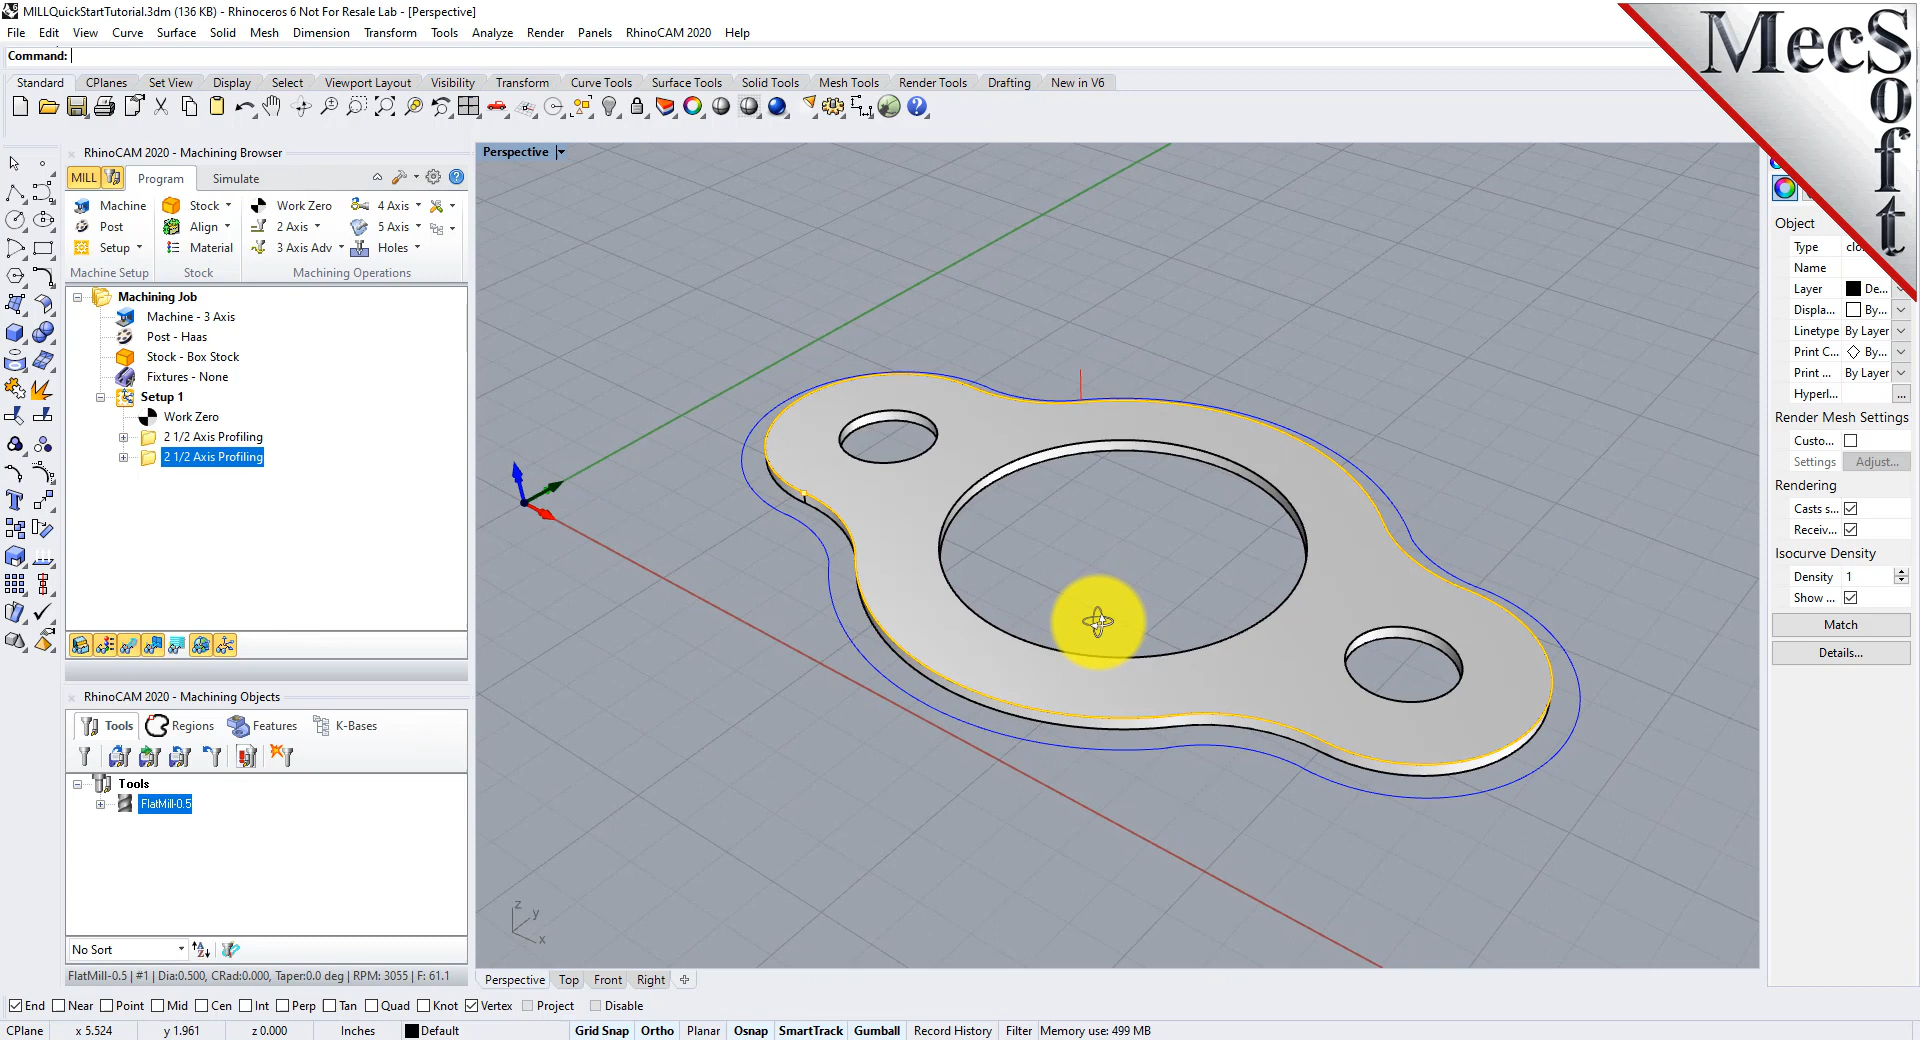 MILLQuickStartTutorial.3dm (136 KB) - Rhinoceros 6 Not For Resale Lab - [Perspective]
File Edit View Curve Surface Solid Mesh Dimension Transform Tools Analyze Render Panels RhinoCAM 2020 Help
Command:
Standard CPlanes Set View Display Select Viewport Layout Visibility Transform Curve Tools Surface Tools Solid Tools Mesh Tools Render Tools Drafting New in V6
MecSoft
RhinoCAM 2020 - Machining Browser
MILL Program Simulate
Machine Stock Work Zero 4 Axis
Post Align 2 Axis 5 Axis
Setup Material 3 Axis Adv Holes
Machine Setup Stock Machining Operations
Machining Job
Machine - 3 Axis
Post - Haas
Stock - Box Stock
Fixtures - None
Setup 1
Work Zero
2 1/2 Axis Profiling
2 1/2 Axis Profiling
RhinoCAM 2020 - Machining Objects
Tools Regions Features K-Bases
Tools
FlatMill-0.5
No Sort
FlatMill-0.5 | #1 | Dia:0.500, CRad:0.000, Taper:0.0 deg | RPM: 3055 | F: 61.1
Perspective
z
y
x
Perspective Top Front Right
Object
Type clo
Name
Layer De...
Displa... By...
Linetype By Layer
Print C... By...
Print ... By Layer
Hyperl... ...
Render Mesh Settings
Custo...
Settings Adjust...
Rendering
Casts s...
Receiv...
Isocurve Density
Density 1
Show ...
Match
Details...
End Near Point Mid Cen Int Perp Tan Quad Knot Vertex Project Disable
CPlane x 5.524 y 1.961 z 0.000 Inches Default Grid Snap Ortho Planar Osnap SmartTrack Gumball Record History Filter Memory use: 499 MB